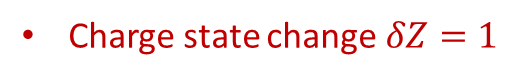 • Charge state change 𝛿𝑍 = 1